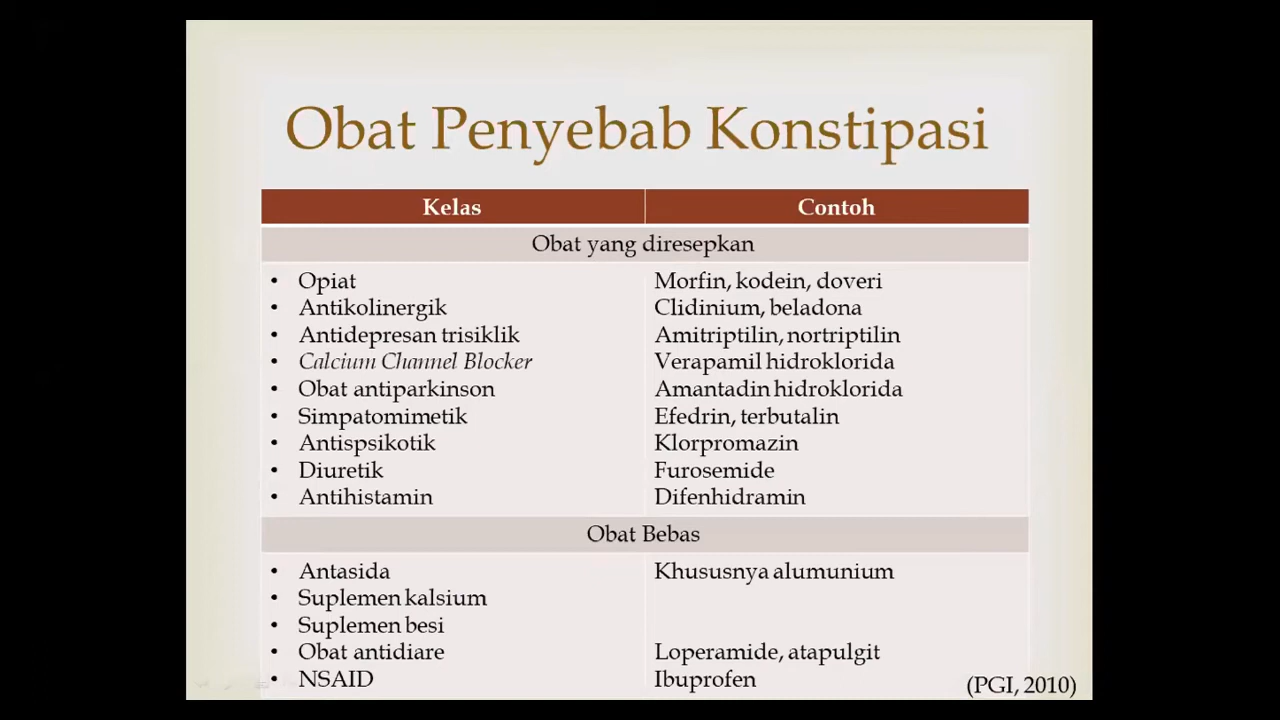 Obat Penyebab Konstipasi
Kelas Contoh
Obat yang diresepkan
• Opiat Morfin, kodein, doveri
• Antikolinergik Clidinium, beladona
• Antidepresan trisiklik Amitriptilin, nortriptilin
• Calcium Channel Blocker Verapamil hidroklorida
• Obat antiparkinson Amantadin hidroklorida
• Simpatomimetik Efedrin, terbutalin
• Antispsikotik Klorpromazin
• Diuretik Furosemide
• Antihistamin Difenhidramin
Obat Bebas
• Antasida Khususnya alumunium
• Suplemen kalsium
• Suplemen besi
• Obat antidiare Loperamide, atapulgit
• NSAID Ibuprofen
(PGI, 2010)